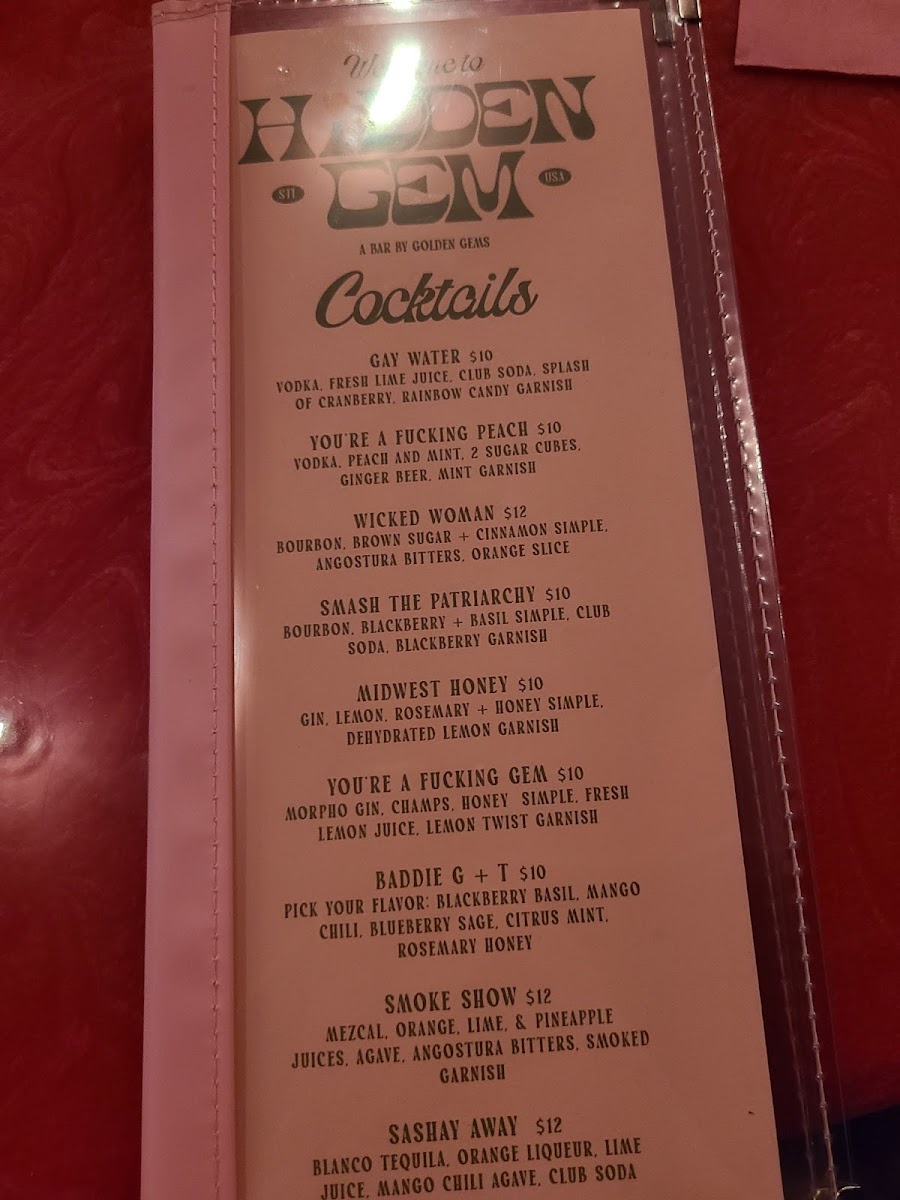 Welcome to
HIDDEN
GEM
STL
USA
A BAR BY GOLDEN GEMS
Cocktails
GAY WATER $10
VODKA, FRESH LIME JUICE, CLUB SODA, SPLASH
OF CRANBERRY, RAINBOW CANDY GARNISH
YOU'RE A FUCKING PEACH $10
VODKA, PEACH AND MINT, 2 SUGAR CUBES,
GINGER BEER, MINT GARNISH
WICKED WOMAN $12
BOURBON, BROWN SUGAR + CINNAMON SIMPLE,
ANGOSTURA BITTERS, ORANGE SLICE
SMASH THE PATRIARCHY $10
BOURBON, BLACKBERRY + BASIL SIMPLE, CLUB
SODA, BLACKBERRY GARNISH
MIDWEST HONEY $10
GIN, LEMON, ROSEMARY + HONEY SIMPLE,
DEHYDRATED LEMON GARNISH
YOU'RE A FUCKING GEM $10
MORPHO GIN, CHAMPS, HONEY SIMPLE, FRESH
LEMON JUICE, LEMON TWIST GARNISH
BADDIE G + T $10
PICK YOUR FLAVOR: BLACKBERRY BASIL, MANGO
CHILI, BLUEBERRY SAGE, CITRUS MINT,
ROSEMARY HONEY
SMOKE SHOW $12
MEZCAL, ORANGE, LIME, & PINEAPPLE
JUICES, AGAVE, ANGOSTURA BITTERS, SMOKED
GARNISH
SASHAY AWAY $12
BLANCO TEQUILA, ORANGE LIQUEUR, LIME
JUICE, MANGO CHILI AGAVE, CLUB SODA